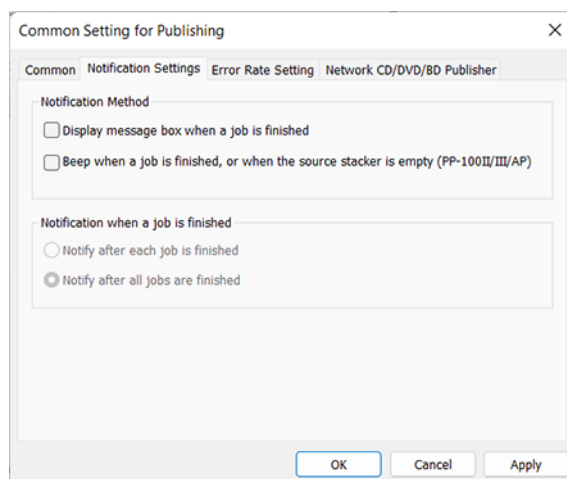 Common Setting for Publishing
Common Notification Settings Error Rate Setting Network CD/DVD/BD Publisher
Notification Method
Display message box when a job is finished
Beep when a job is finished, or when the source stacker is empty (PP-100II/III/AP)
Notification when a job is finished
Notify after each job is finished
Notify after all jobs are finished
OK Cancel Apply